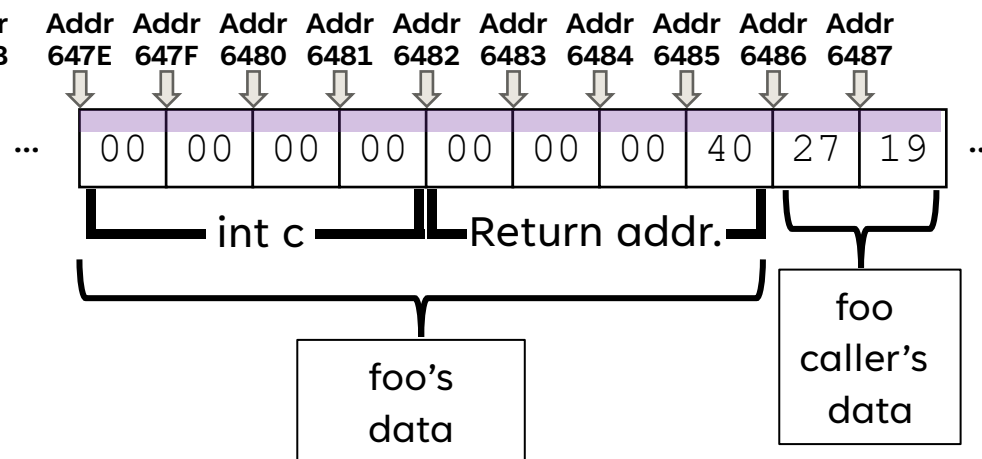 r Addr Addr Addr Addr Addr Addr Addr Addr Addr Addr
647E 647F 6480 6481 6482 6483 6484 6485 6486 6487
... 00 00 00 00 00 00 00 40 27 19 ..
int c Return addr.
foo's
data
foo
caller's
data